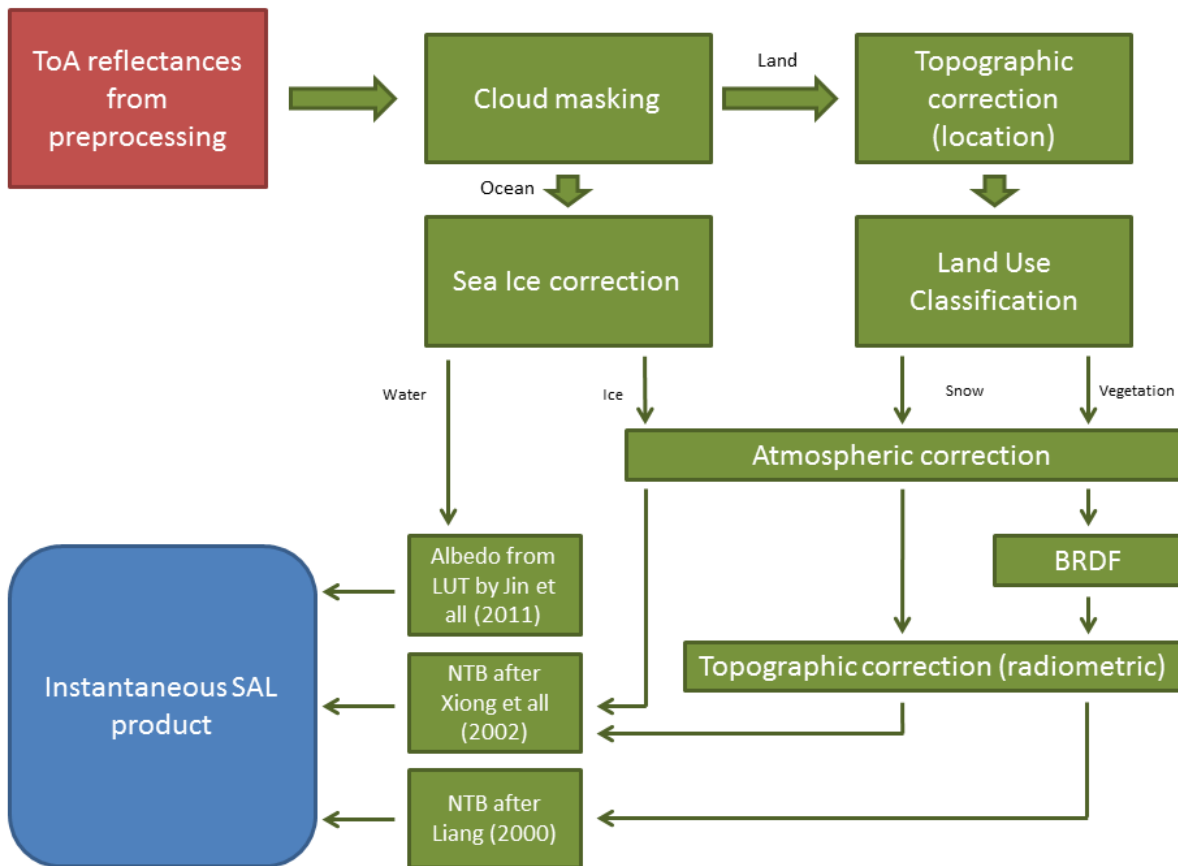 ToA reflectances
from
preprocessing
Cloud masking
Land
Topographic
correction
(location)
Ocean
Sea Ice correction
Land Use
Classification
Water
Ice
Snow
Vegetation
Atmospheric correction
Albedo from
LUT by Jin et
all (2011)
BRDF
Topographic correction (radiometric)
NTB after
Xiong et all
(2002)
Instantaneous SAL
product
NTB after
Liang (2000)